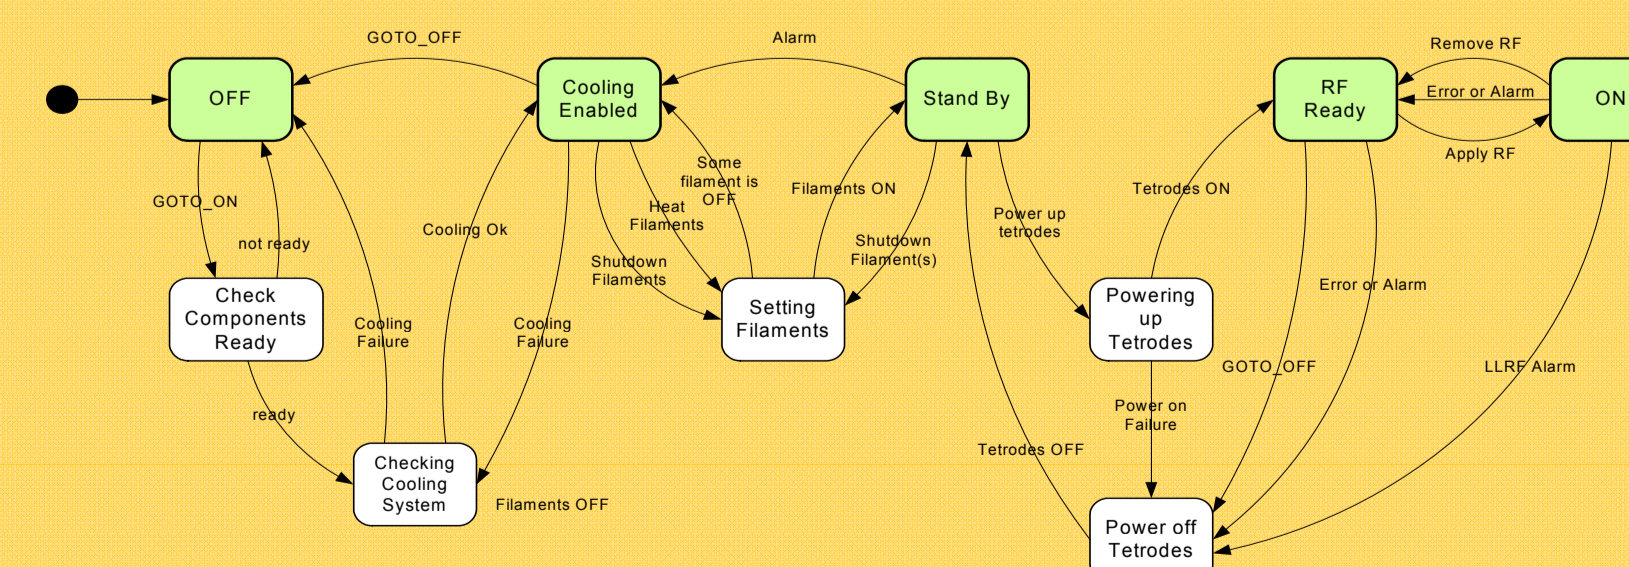 GOTO_OFF
Alarm
Remove RF
OFF
Cooling
Enabled
Stand By
RF
Ready
Error or Alarm
ON
Apply RF
GOTO_ON
not ready
Cooling Ok
Some
filament is
OFF
Heat
Filaments
Shutdown
Filaments
Filaments ON
Shutdown
Filament(s)
Power up
tetrodes
Tetrodes ON
Error or Alarm
Check
Components
Ready
Cooling
Failure
Cooling
Failure
Setting
Filaments
Powering
up
Tetrodes
GOTO_OFF
LLRF Alarm
ready
Power on
Failure
Tetrodes OFF
Checking
Cooling
System
Filaments OFF
Power off
Tetrodes